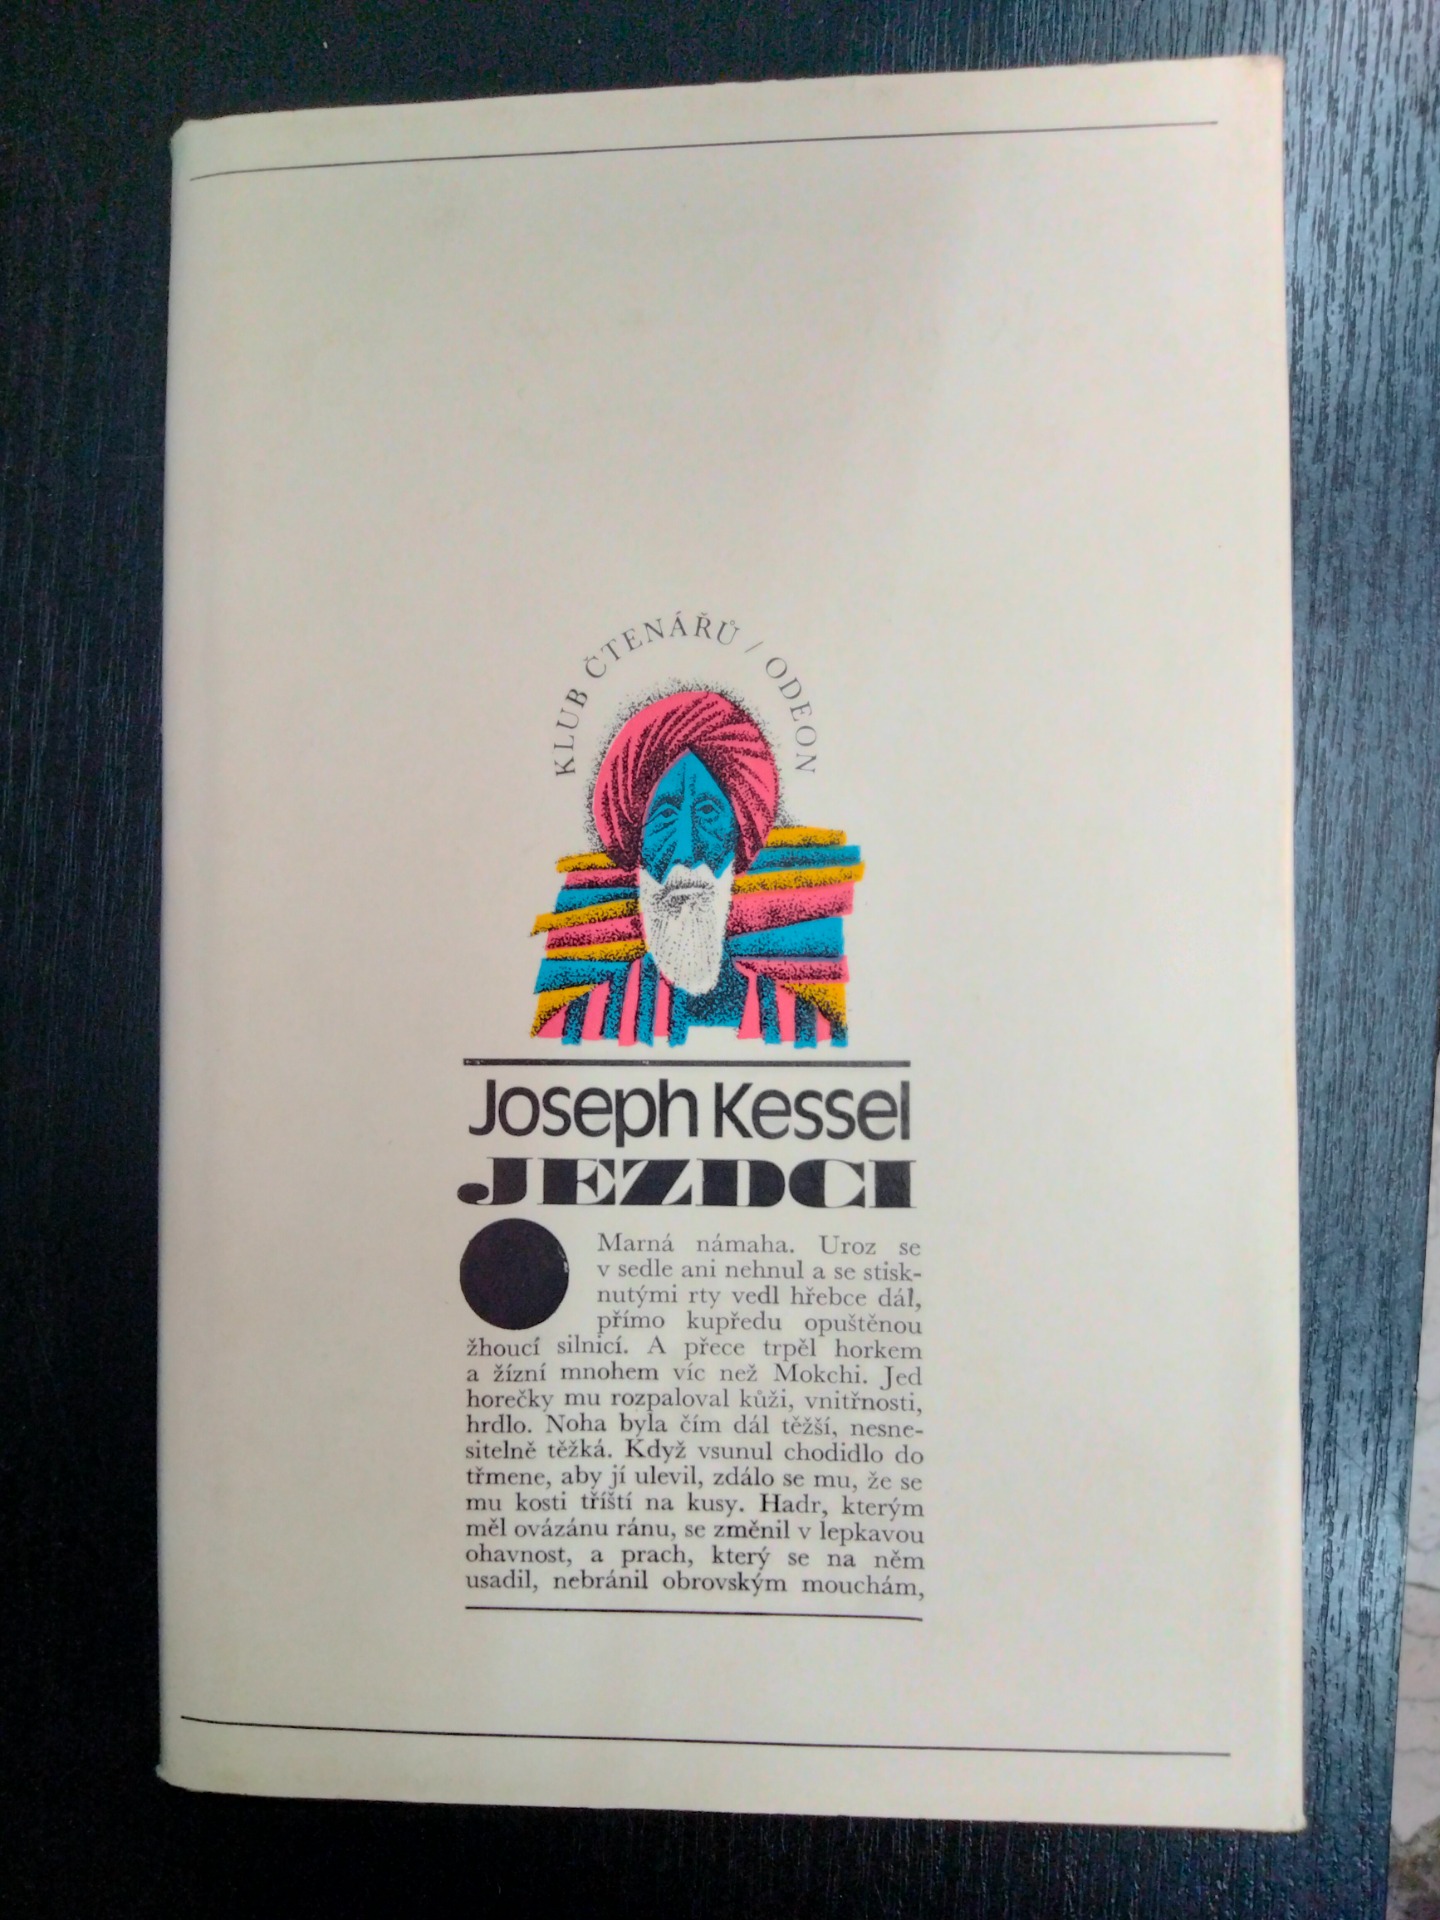 KLUB ČTENÁŘŮ / ODEON
Joseph Kessel
JEZDCI
Marná námaha. Uroz se
v sedle ani nehnul a se stisk-
nutými rty vedl hřebce dál,
přímo kupředu opuštěnou
žhoucí silnicí. A přece trpěl horkem
a žízní mnohem víc než Mokchi. Jed
horečky mu rozpaloval kůži, vnitřnosti,
hrdlo. Noha byla čím dál těžší, nesne-
sitelně těžká. Když vsunul chodidlo do
třmene, aby jí ulevil, zdálo se mu, že se
mu kosti tříští na kusy. Hadr, kterým
měl ovázánu ránu, se změnil v lepkavou
ohavnost, a prach, který se na něm
usadil, nebránil obrovským mouchám,